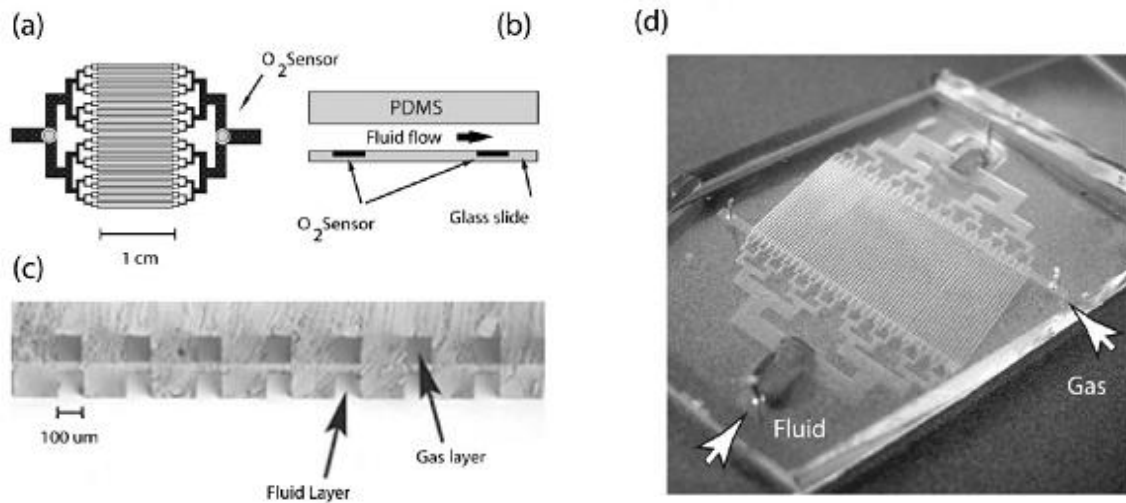 (a)
O2Sensor
1 cm
(b)
PDMS
Fluid flow
O2Sensor
Glass slide
(c)
100 um
Gas layer
Fluid Layer
(d)
Gas
Fluid